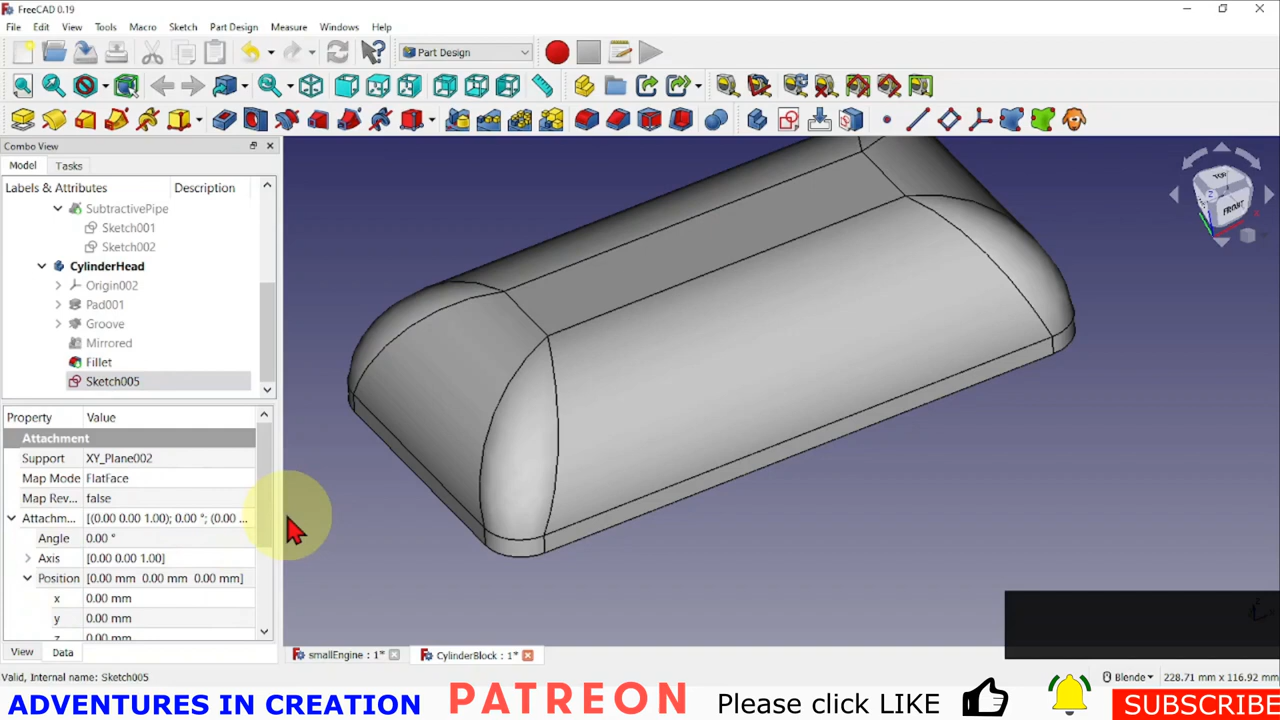 FreeCAD 0.19
File Edit View Tools Macro Sketch Part Design Measure Windows Help
Part Design
Combo View
Model Tasks
Labels & Attributes Description
SubtractivePipe
Sketch001
Sketch002
CylinderHead
Origin002
Pad001
Groove
Mirrored
Fillet
Sketch005
Property Value
Attachment
Support XY_Plane002
Map Mode FlatFace
Map Rev... false
Attachm... [(0.00 0.00 1.00); 0.00 °; (0.00 ...
Angle 0.00 °
Axis [0.00 0.00 1.00]
Position [0.00 mm 0.00 mm 0.00 mm]
x 0.00 mm
y 0.00 mm
z 0.00 mm
View Data
TOP
FRONT
smallEngine : 1*
CylinderBlock : 1*
Valid, Internal name: Sketch005
Blende
228.71 mm x 116.92 mm
ADVENTURES IN CREATION PATREON Please click LIKE SUBSCRIBE